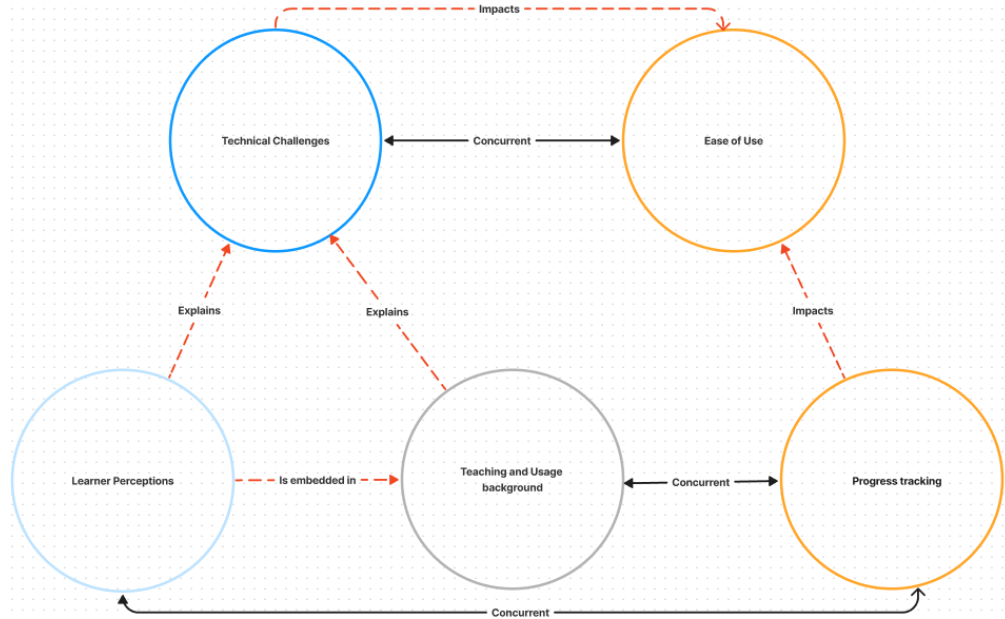 Impacts
Technical Challenges
Concurrent
Ease of Use
Explains
Explains
Impacts
Learner Perceptions
Is embedded in
Teaching and Usage
background
Concurrent
Progress tracking
Concurrent